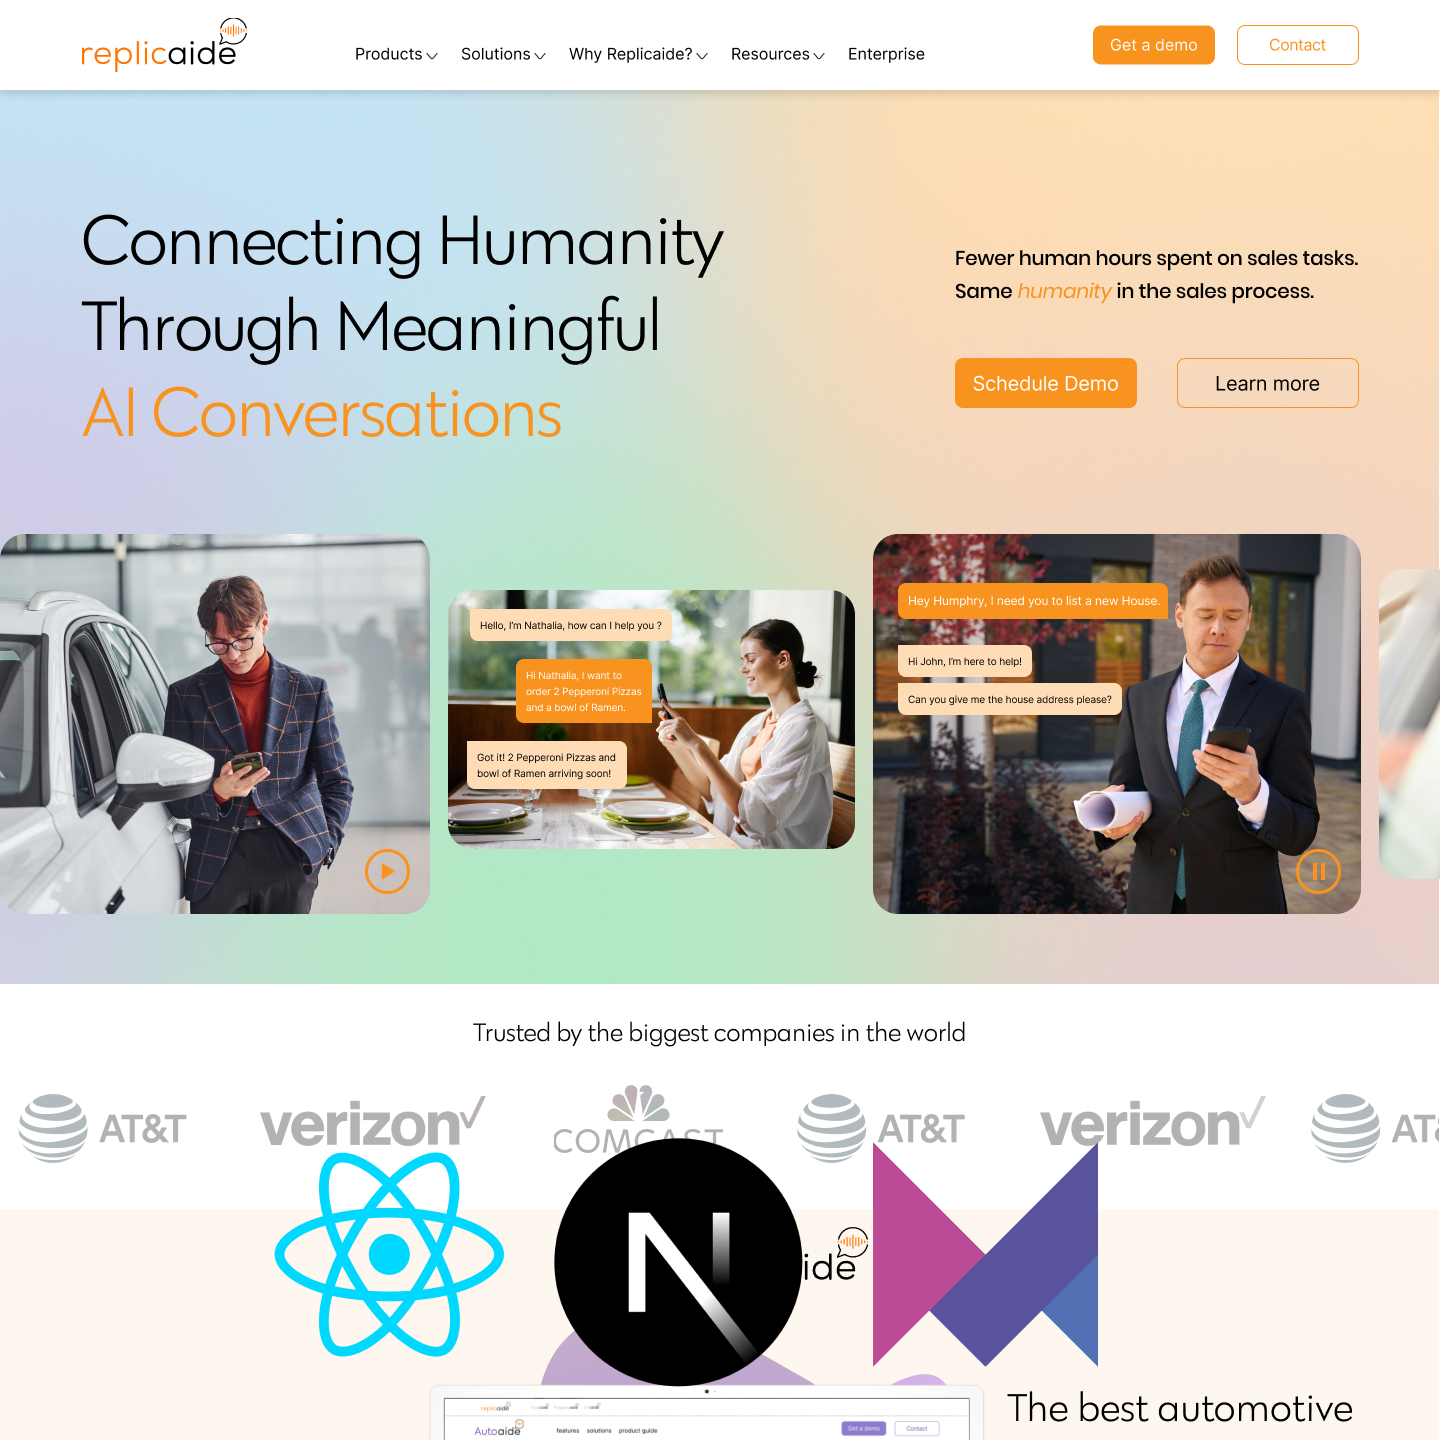 replicaide
Products
Solutions
Why Replicaide?
Resources
Enterprise
Get a demo
Contact
Connecting Humanity
Through Meaningful
AI Conversations
Fewer human hours spent on sales tasks.
Same humanity in the sales process.
Schedule Demo
Learn more
Hello, I'm Nathalia, how can I help you ?
Hi Nathalia, I want to
order 2 Pepperoni Pizzas
and a bowl of Ramen.
Got it! 2 Pepperoni Pizzas and
bowl of Ramen arriving soon!
Hey Humphry, I need you to list a new House.
Hi John, I'm here to help!
Can you give me the house address please?
Trusted by the biggest companies in the world
AT&T
verizon
COMCAST
AT&T
verizon
AT&
N
ide
The best automotive
replicaide
Autoaide
features
solutions
product guide
Get a demo
Contact